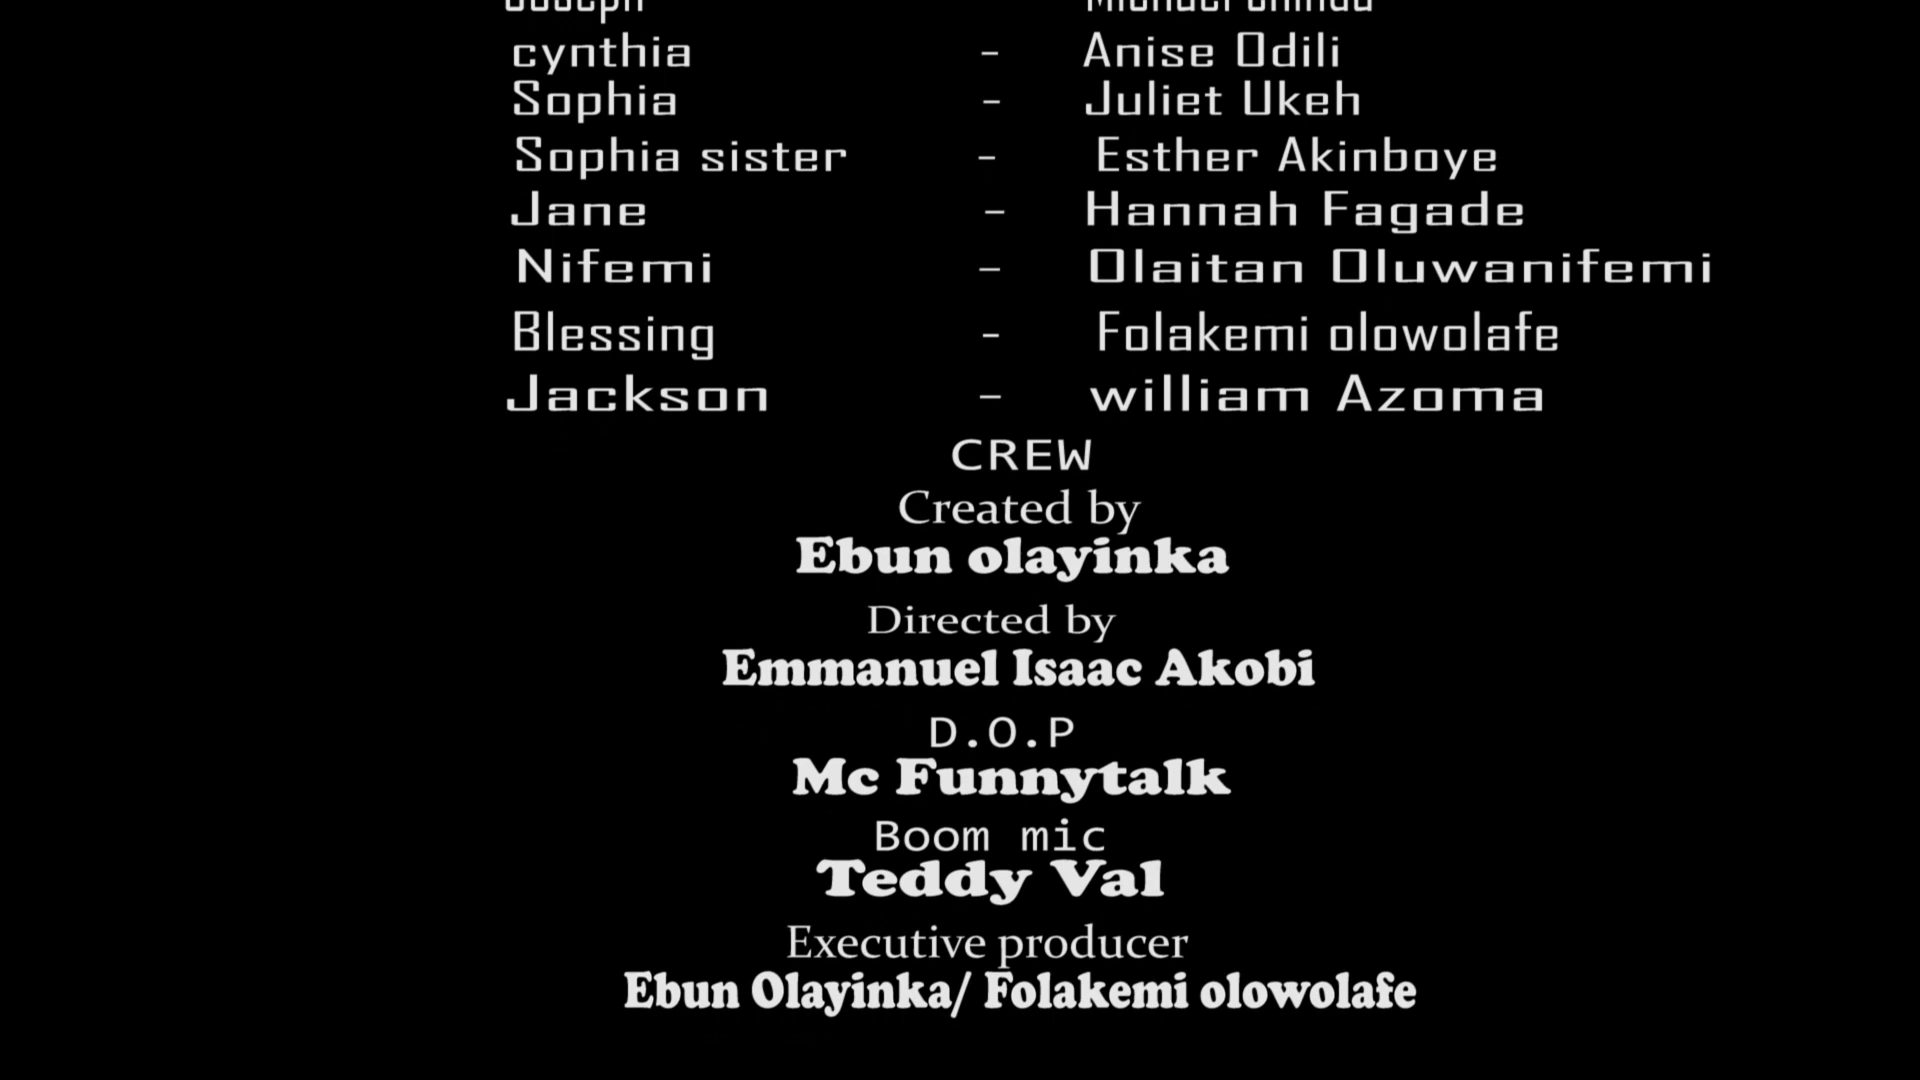 Joseph Michael
cynthia - Anise Odili
Sophia - Juliet Ukeh
Sophia sister - Esther Akinboye
Jane - Hannah Fagade
Nifemi - Olaitan Oluwanifemi
Blessing - Folakemi olowolafe
Jackson - william Azoma
CREW
Created by
Ebun olayinka
Directed by
Emmanuel Isaac Akobi
D.O.P
Mc Funnytalk
Boom mic
Teddy Val
Executive producer
Ebun Olayinka/ Folakemi olowolafe